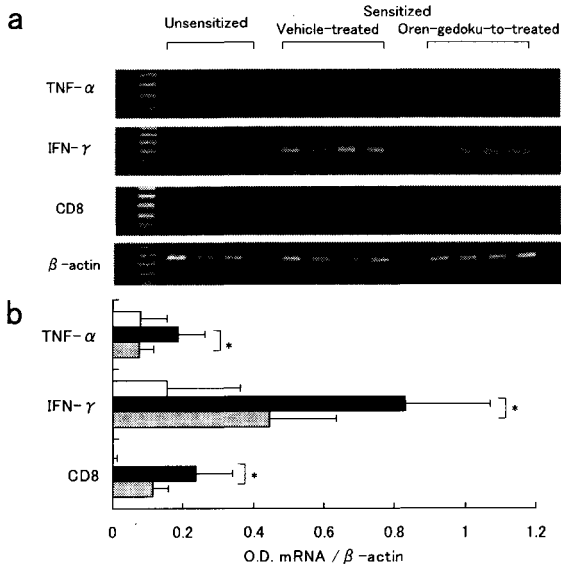 a
Sensitized
Unsensitized Vehicle-treated Oren-gedoku-to-treated
TNF-α
IFN-γ
CD8
β-actin
b
TNF-α
*
IFN-γ
*
CD8
*
0 0.2 0.4 0.6 0.8 1 1.2
O.D. mRNA / β-actin